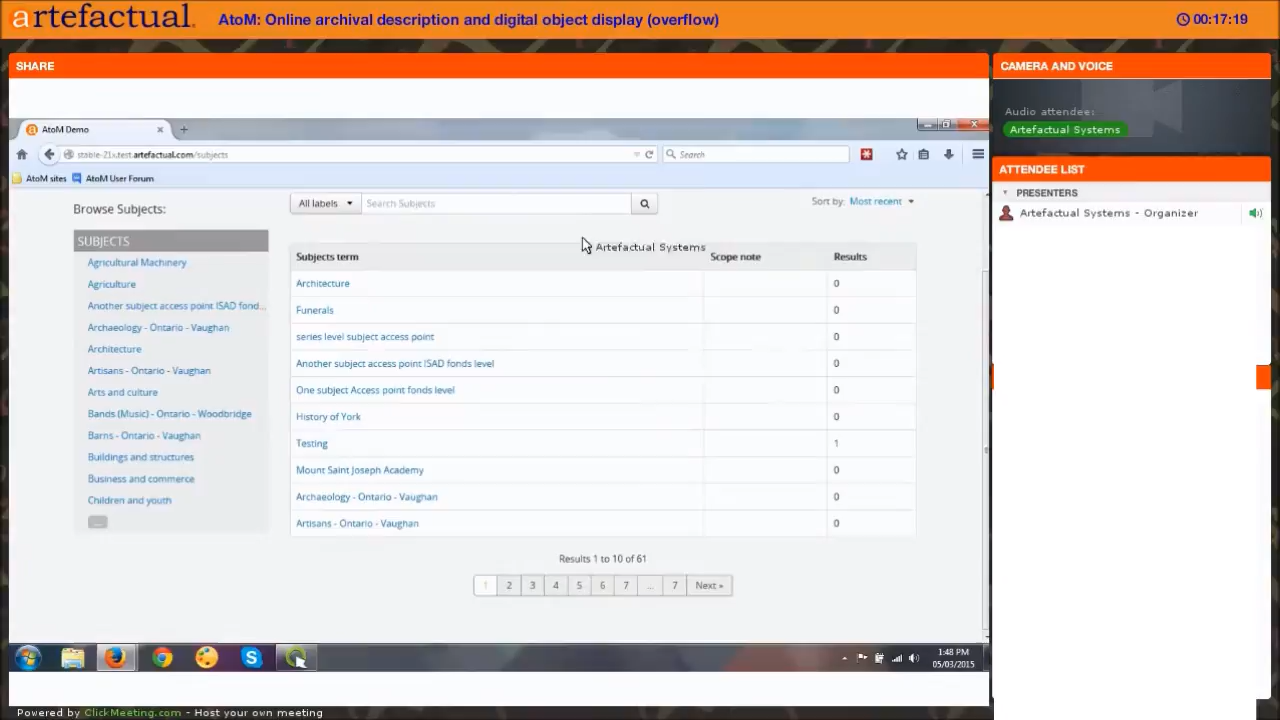 artefactual.
AtoM: Online archival description and digital object display (overflow)
00:17:19
SHARE
AtoM Demo
stable-21x.test.artefactual.com/subjects
Search
AtoM sites
AtoM User Forum
Browse Subjects:
SUBJECTS
Agricultural Machinery
Agriculture
Another subject access point ISAD fond...
Archaeology - Ontario - Vaughan
Architecture
Artisans - Ontario - Vaughan
Arts and culture
Bands (Music) - Ontario - Woodbridge
Barns - Ontario - Vaughan
Buildings and structures
Business and commerce
Children and youth
...
All labels
Search Subjects
Sort by: Most recent
Artefactual Systems
Subjects term Scope note Results
Architecture 0
Funerals 0
series level subject access point 0
Another subject access point ISAD fonds level 0
One subject Access point fonds level 0
History of York 0
Testing 1
Mount Saint Joseph Academy 0
Archaeology - Ontario - Vaughan 0
Artisans - Ontario - Vaughan 0
Results 1 to 10 of 61
1 2 3 4 5 6 7 ... 7 Next »
1:48 PM
05/03/2015
CAMERA AND VOICE
Audio attendee:
Artefactual Systems
ATTENDEE LIST
PRESENTERS
Artefactual Systems - Organizer
Powered by ClickMeeting.com - Host your own meeting